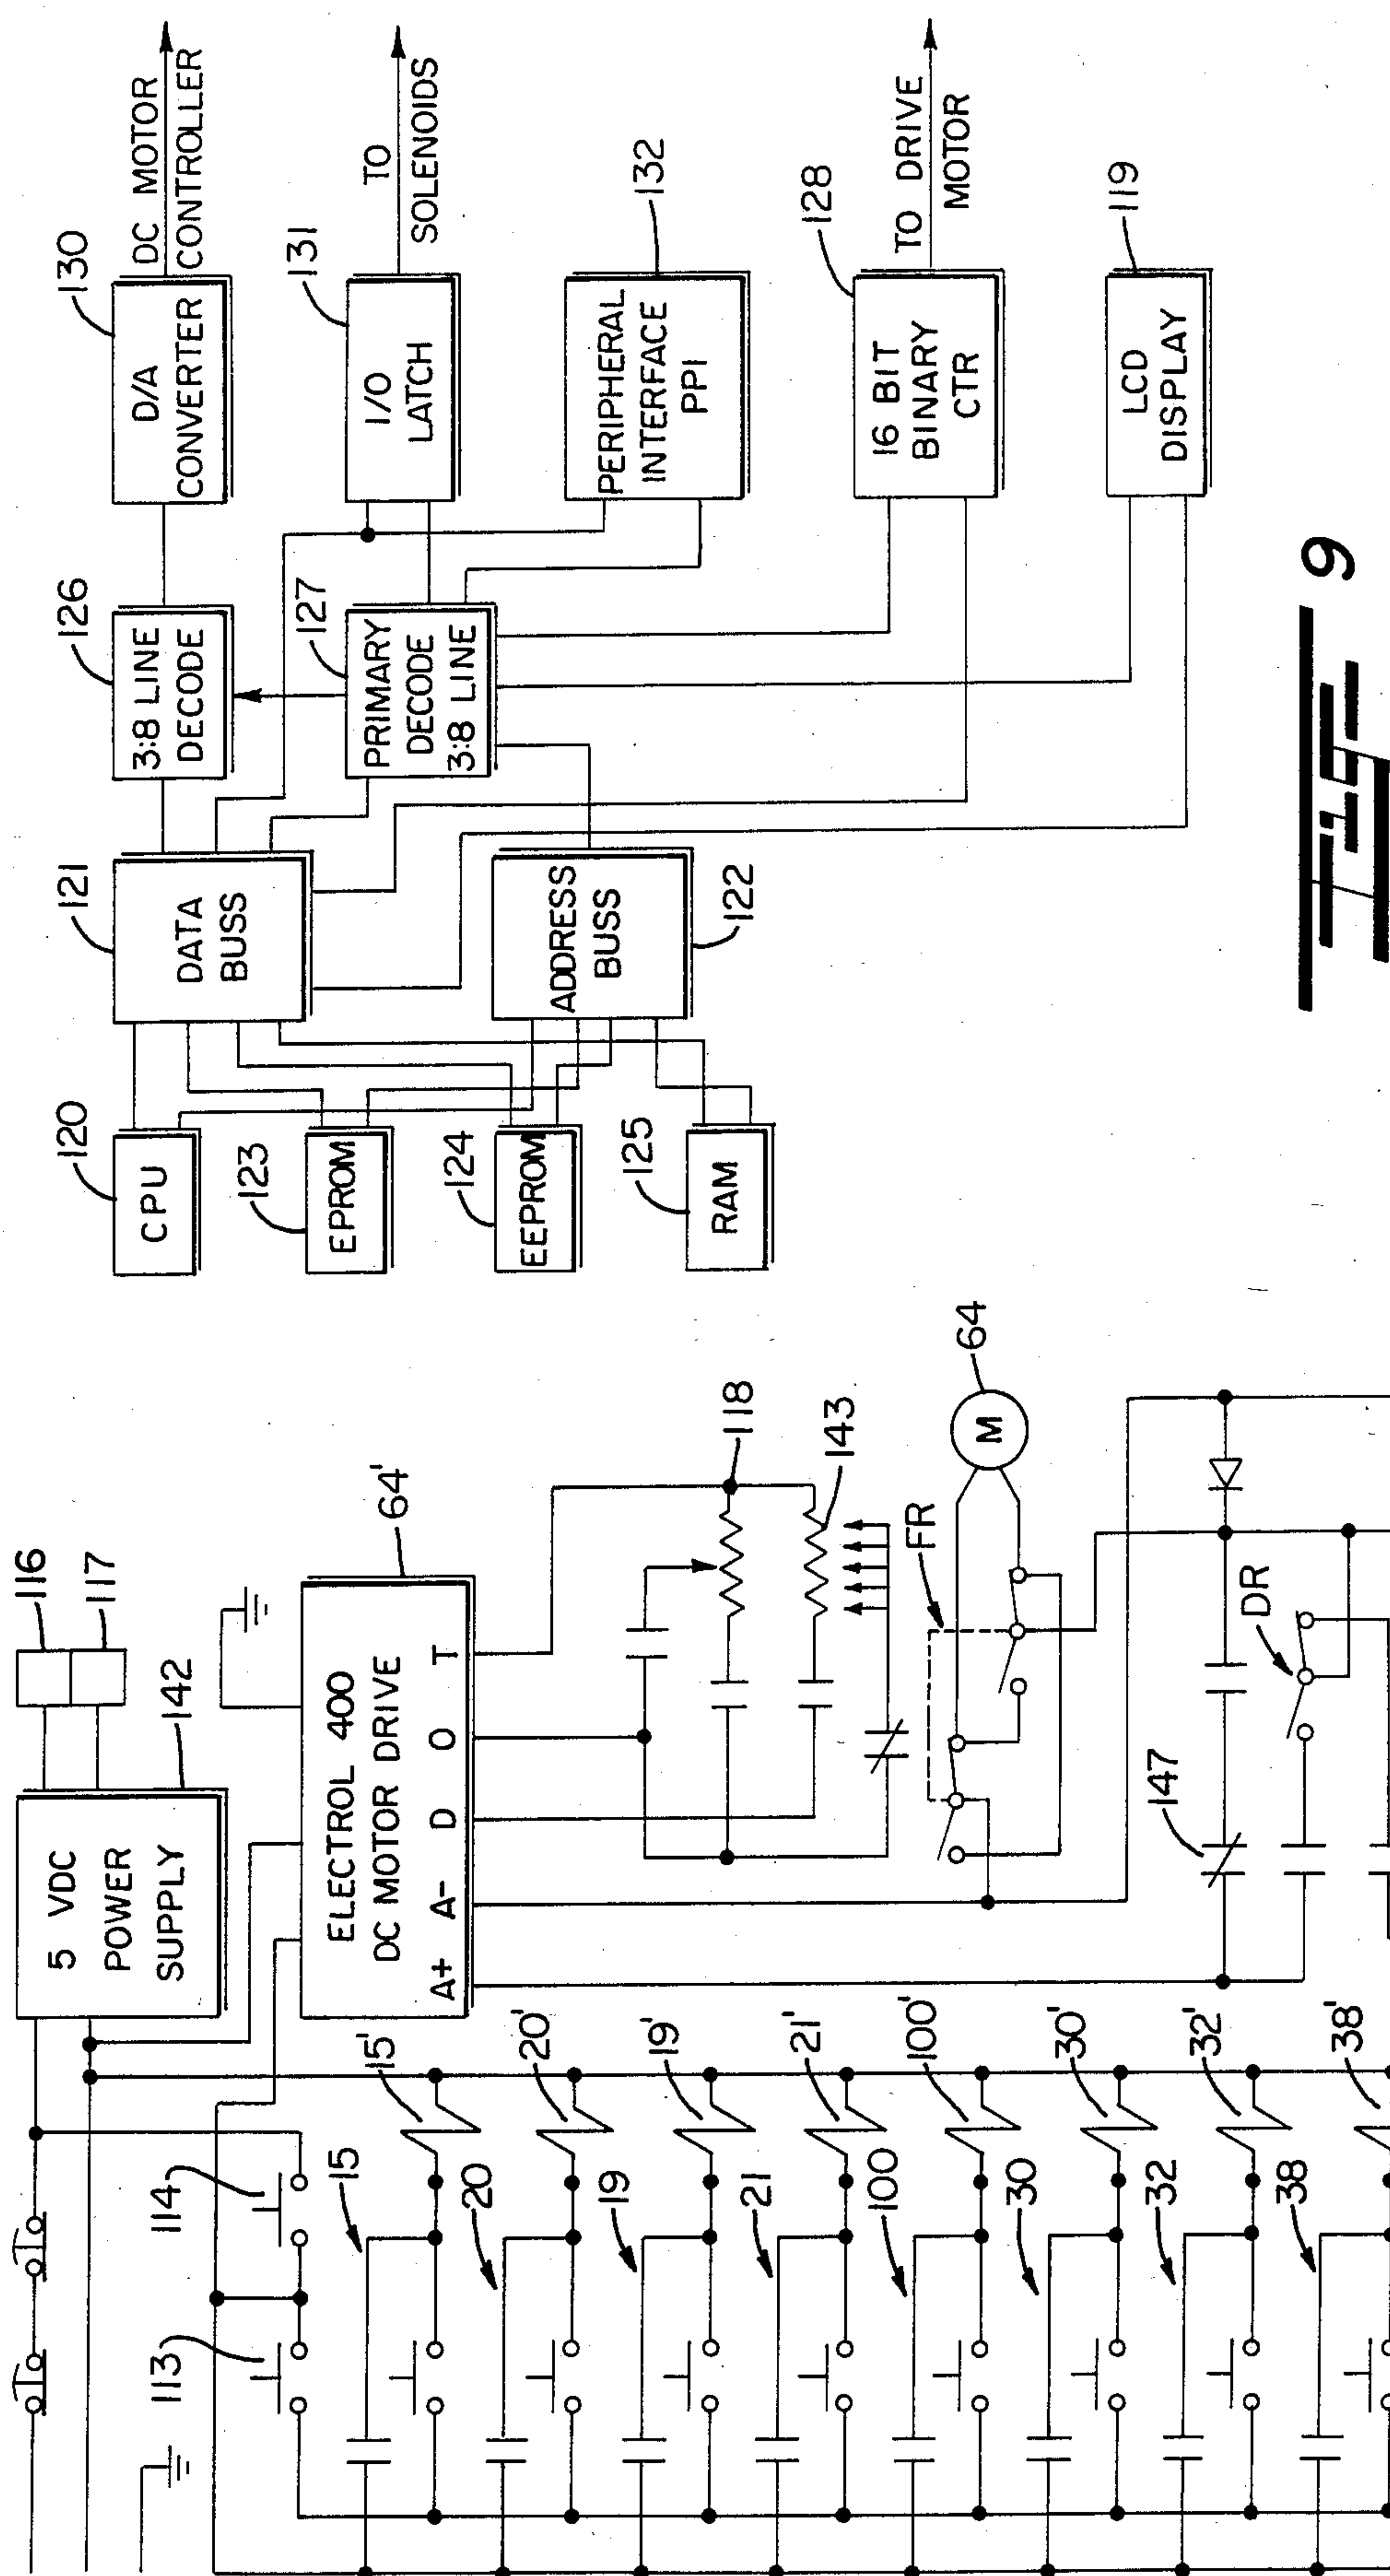 116
117
142
5 VDC
POWER
SUPPLY
114
113
64'
ELECTROL 400
DC MOTOR DRIVE
A+ A- D O T
118
143
FR
64
M
147
DR
15
15'
20
20'
19
19'
21
21'
100
100'
30
30'
32
32'
38
38'
120
CPU
123
EPROM
124
EEPROM
125
RAM
121
DATA
BUSS
122
ADDRESS
BUSS
126
3:8 LINE
DECODE
127
PRIMARY
DECODE
3:8 LINE
130
D/A
CONVERTER
DC MOTOR
CONTROLLER
131
I/O
LATCH
TO
SOLENOIDS
132
PERIPHERAL
INTERFACE
PPI
128
16 BIT
BINARY
CTR
TO DRIVE
MOTOR
119
LCD
DISPLAY
FIG 9